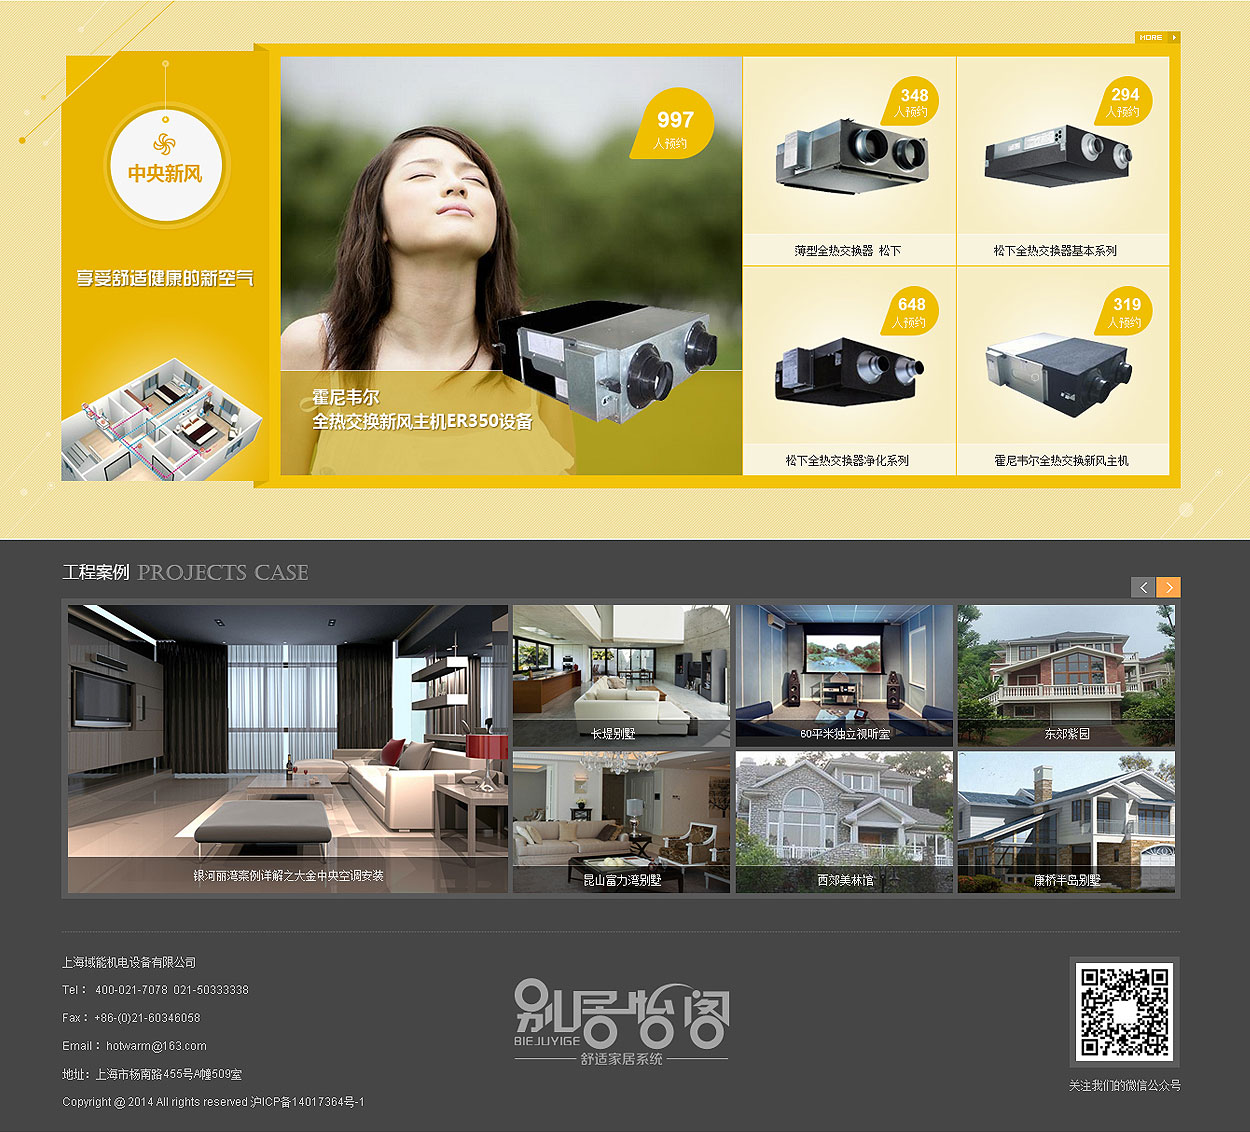 MORE
中央新风
享受舒适健康的新空气
997
人预约
霍尼韦尔
全热交换新风主机ER350设备
348
人预约
薄型全热交换器 松下
294
人预约
松下全热交换器基本系列
648
人预约
松下全热交换器净化系列
319
人预约
霍尼韦尔全热交换新风主机
工程案例 PROJECTS CASE
银河丽湾案例详解之大金中央空调安装
长堤别墅
60平米独立视听室
东郊紫园
昆山富力湾别墅
西郊美林馆
康桥半岛别墅
上海域能机电设备有限公司
Tel： 400-021-7078 021-50333338
Fax：+86-(0)21-60346058
Email：hotwarm@163.com
地址：上海市杨南路455号A幢509室
Copyright @ 2014 All rights reserved 沪ICP备14017364号-1
别居怡阁
BIEJUYIGE
舒适家居系统
关注我们的微信公众号